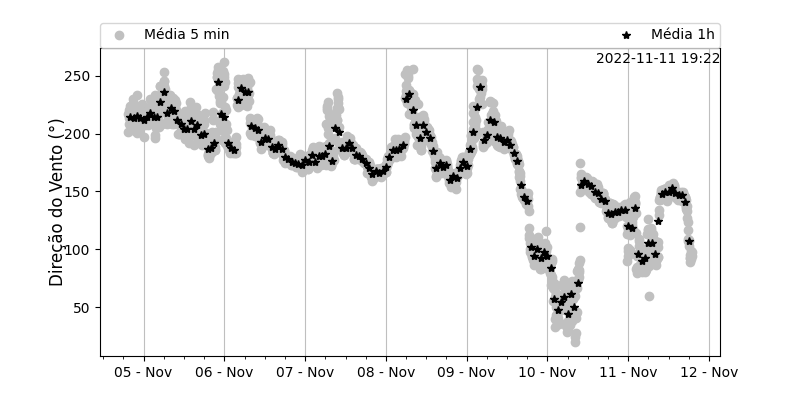 Média 5 min
Média 1h
2022-11-11 19:22
Direção do Vento (°)
250
200
150
100
50
05 - Nov
06 - Nov
07 - Nov
08 - Nov
09 - Nov
10 - Nov
11 - Nov
12 - Nov